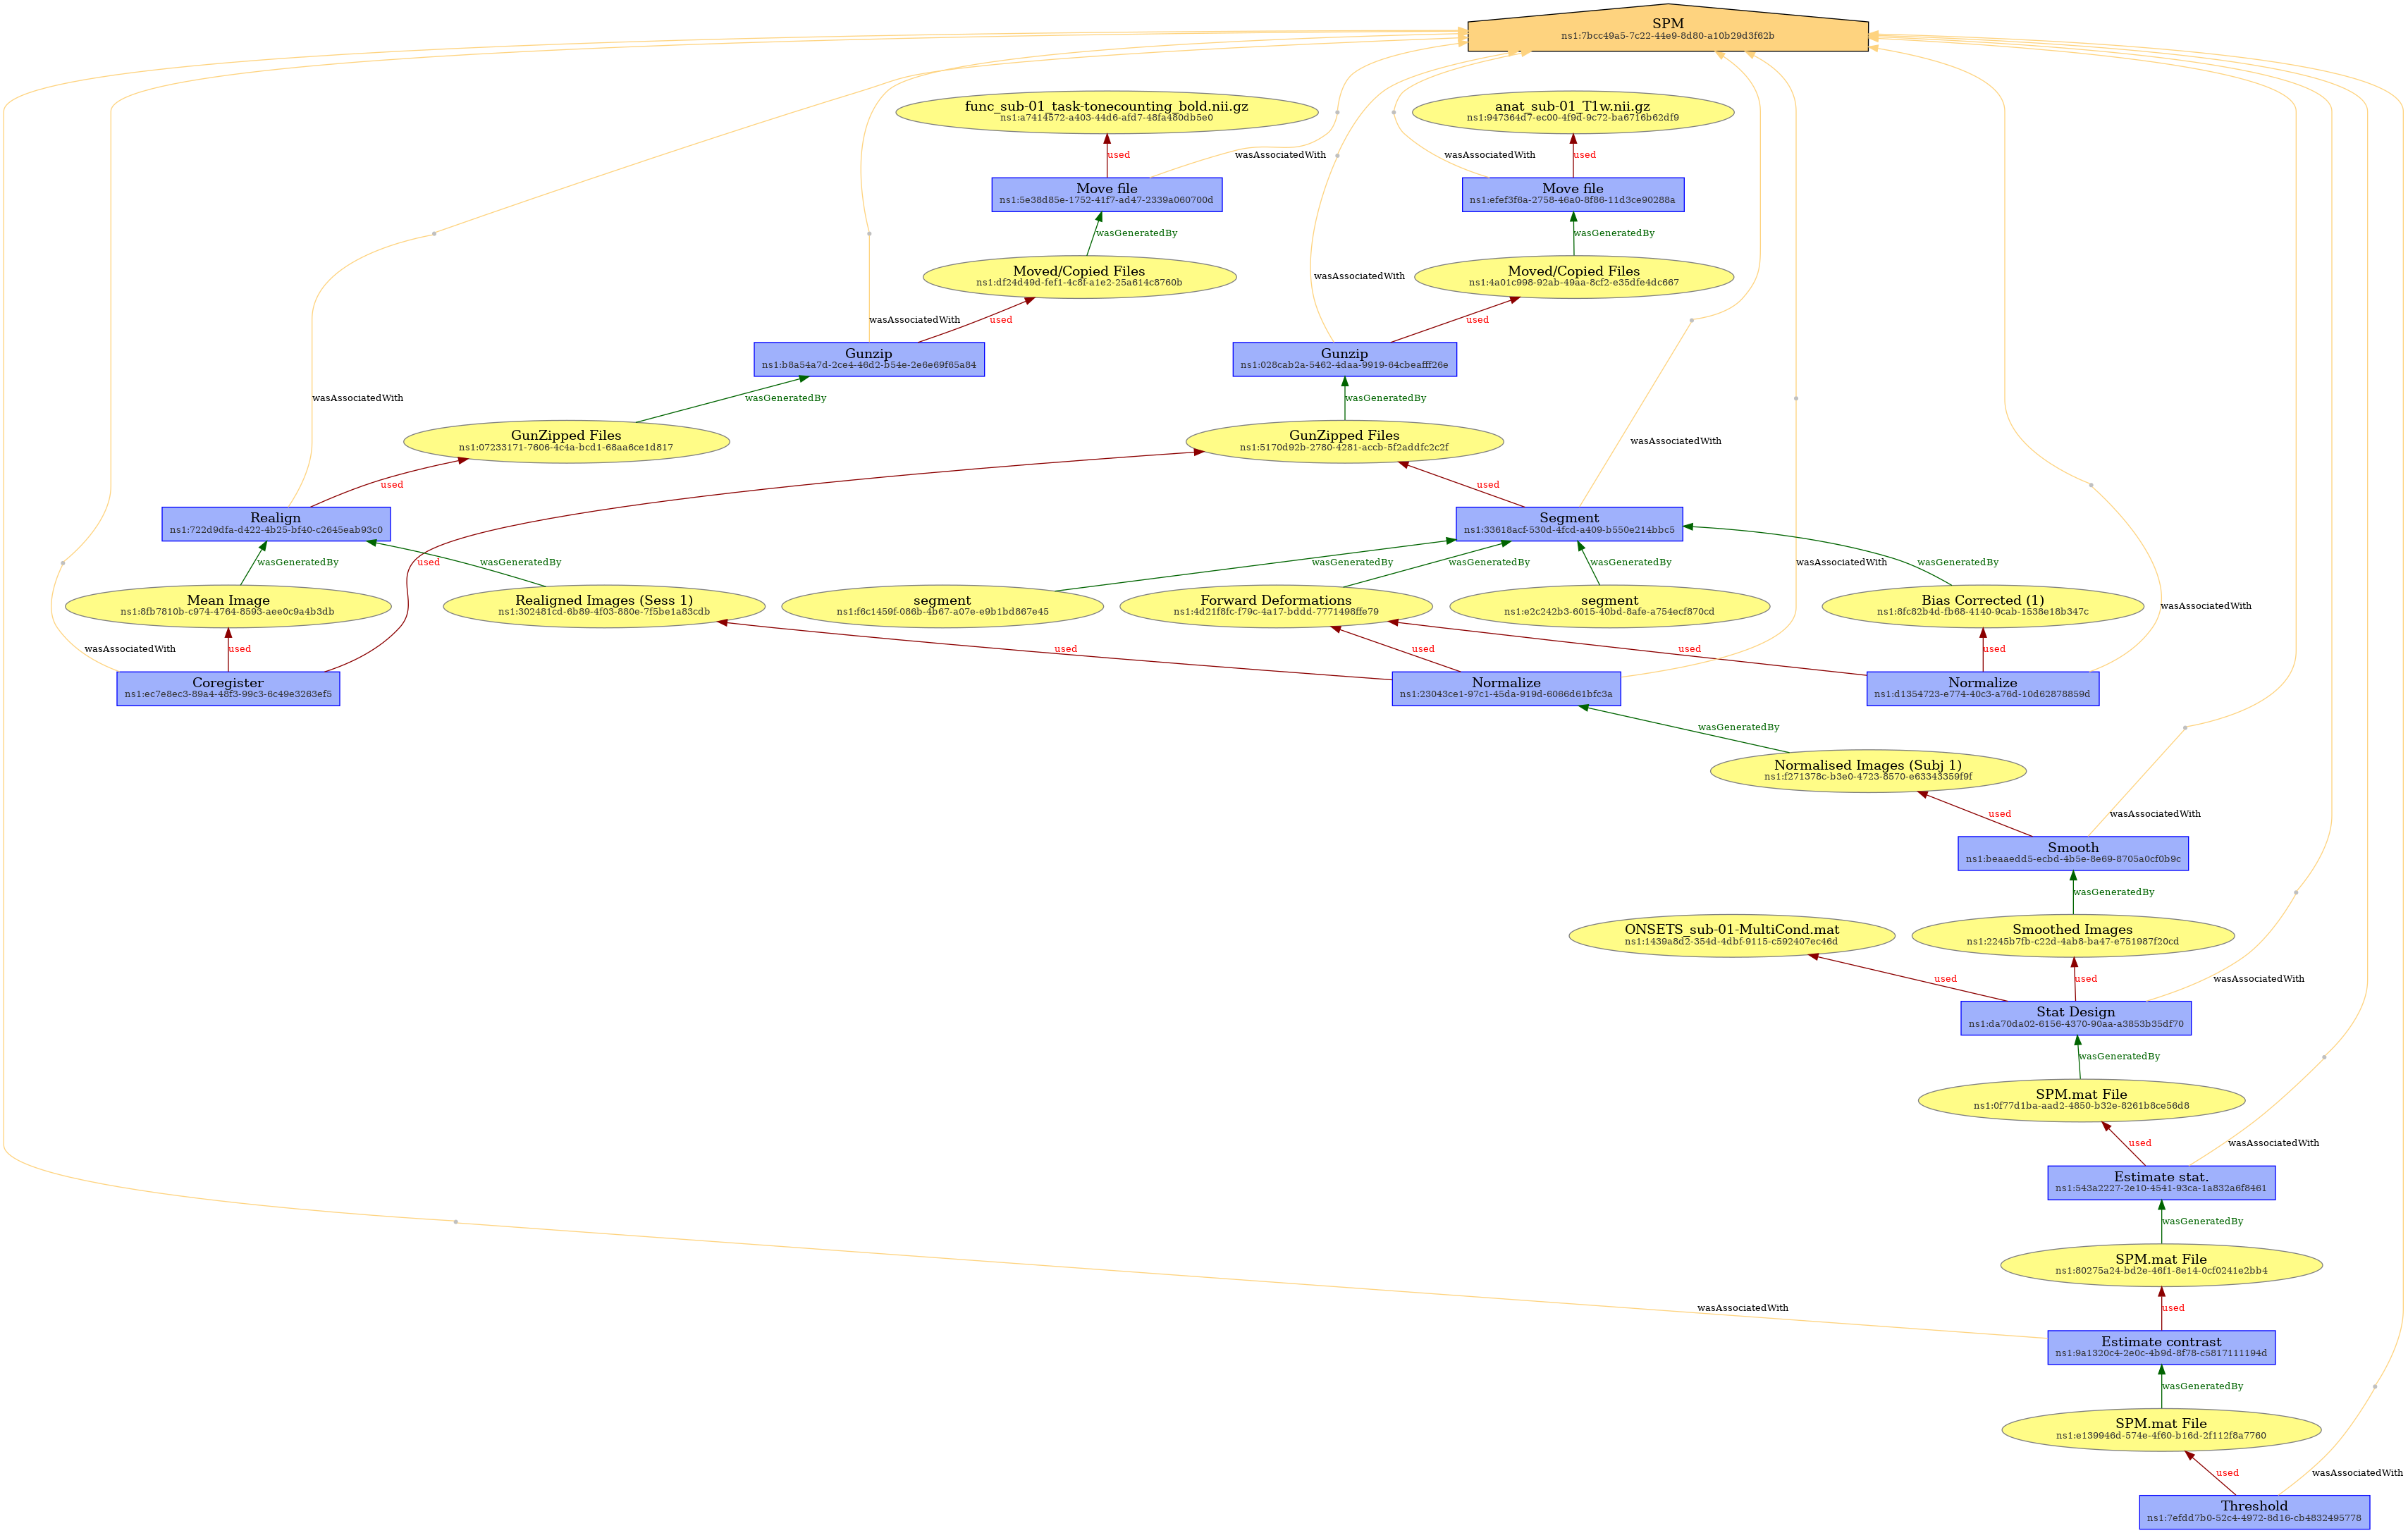 SPM
ns1:7bcc49a5-7c22-44e9-8d80-a10b29d3f62b
func_sub-01_task-tonecounting_bold.nii.gz
ns1:a7414572-a403-44d6-afd7-48fa480db5e0
anat_sub-01_T1w.nii.gz
ns1:947364d7-ec00-4f9d-9c72-ba6716b62df9
used
wasAssociatedWith
wasAssociatedWith
used
Move file
ns1:5e38d85e-1752-41f7-ad47-2339a060700d
Move file
ns1:efef3f6a-2758-46a0-8f86-11d3ce90288a
wasGeneratedBy
wasGeneratedBy
Moved/Copied Files
ns1:df24d49d-fef1-4c8f-a1e2-25a614c8760b
wasAssociatedWith
Moved/Copied Files
ns1:4a01c998-92ab-49aa-8cf2-e35dfe4dc667
wasAssociatedWith
used
used
Gunzip
ns1:b8a54a7d-2ce4-46d2-b54e-2e6e69f65a84
Gunzip
ns1:028cab2a-5462-4daa-9919-64cbeafff26e
wasAssociatedWith
wasGeneratedBy
wasGeneratedBy
GunZipped Files
ns1:07233171-7606-4c4a-bcd1-68aa6ce1d817
GunZipped Files
ns1:5170d92b-2780-4281-accb-5f2addfc2c2f
wasAssociatedWith
used
used
Realign
ns1:722d9dfa-d422-4b25-bf40-c2645eab93c0
Segment
ns1:33618acf-530d-4fcd-a409-b550e214bbc5
wasGeneratedBy
used
wasGeneratedBy
wasGeneratedBy
wasGeneratedBy
wasGeneratedBy
wasAssociatedWith
wasGeneratedBy
Mean Image
ns1:8fb7810b-c974-4764-8593-aee0c9a4b3db
Realigned Images (Sess 1)
ns1:302481cd-6b89-4f03-880e-7f5be1a83cdb
segment
ns1:f6c1459f-086b-4b67-a07e-e9b1bd867e45
Forward Deformations
ns1:4d21f8fc-f79c-4a17-bddd-7771498ffe79
segment
ns1:e2c242b3-6015-40bd-8afe-a754ecf870cd
Bias Corrected (1)
ns1:8fc82b4d-fb68-4140-9cab-1538e18b347c
wasAssociatedWith
wasAssociatedWith
used
used
used
used
used
Coregister
ns1:ec7e8ec3-89a4-48f3-99c3-6c49e3263ef5
Normalize
ns1:23043ce1-97c1-45da-919d-6066d61bfc3a
Normalize
ns1:d1354723-e774-40c3-a76d-10d62878859d
wasGeneratedBy
Normalised Images (Subj 1)
ns1:f271378c-b3e0-4723-8570-e63343359f9f
used
wasAssociatedWith
Smooth
ns1:beaaedd5-ecbd-4b5e-8e69-8705a0cf0b9c
wasGeneratedBy
ONSETS_sub-01-MultiCond.mat
ns1:1439a8d2-354d-4dbf-9115-c592407ec46d
Smoothed Images
ns1:2245b7fb-c22d-4ab8-ba47-e751987f20cd
used
used
wasAssociatedWith
Stat Design
ns1:da70da02-6156-4370-90aa-a3853b35df70
wasGeneratedBy
SPM.mat File
ns1:0f77d1ba-aad2-4850-b32e-8261b8ce56d8
used
wasAssociatedWith
Estimate stat.
ns1:543a2227-2e10-4541-93ca-1a832a6f8461
wasGeneratedBy
SPM.mat File
ns1:80275a24-bd2e-46f1-8e14-0cf0241e2bb4
wasAssociatedWith
used
Estimate contrast
ns1:9a1320c4-2e0c-4b9d-8f78-c5817111194d
wasGeneratedBy
SPM.mat File
ns1:e139946d-574e-4f60-b16d-2f112f8a7760
used
wasAssociatedWith
Threshold
ns1:7efdd7b0-52c4-4972-8d16-cb4832495778